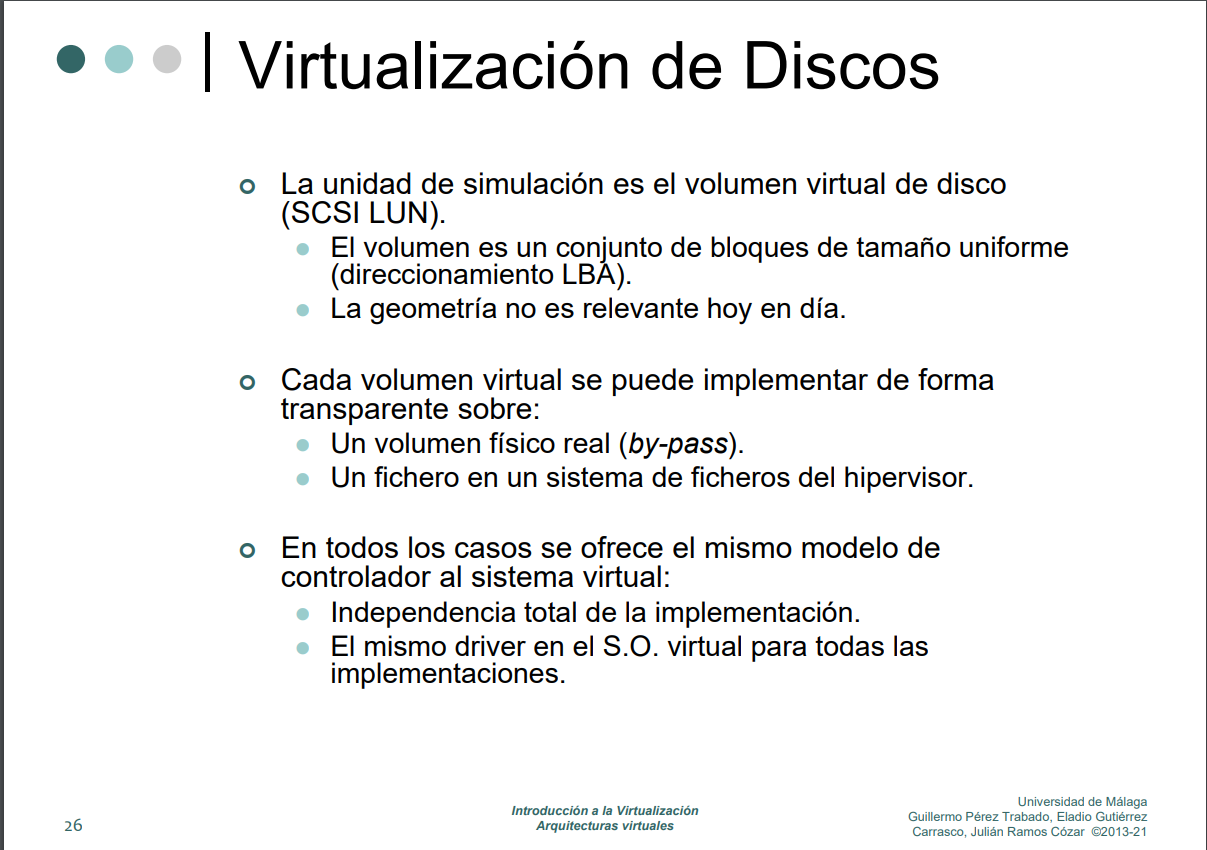 Virtualización de Discos
La unidad de simulación es el volumen virtual de disco
(SCSI LUN).
El volumen es un conjunto de bloques de tamaño uniforme
(direccionamiento LBA).
La geometría no es relevante hoy en día.
Cada volumen virtual se puede implementar de forma
transparente sobre:
Un volumen físico real (by-pass).
Un fichero en un sistema de ficheros del hipervisor.
En todos los casos se ofrece el mismo modelo de
controlador al sistema virtual:
Independencia total de la implementación.
El mismo driver en el S.O. virtual para todas las
implementaciones.
26
Introducción a la Virtualización
Arquitecturas virtuales
Universidad de Málaga
Guillermo Pérez Trabado, Eladio Gutiérrez
Carrasco, Julián Ramos Cózar ©2013-21